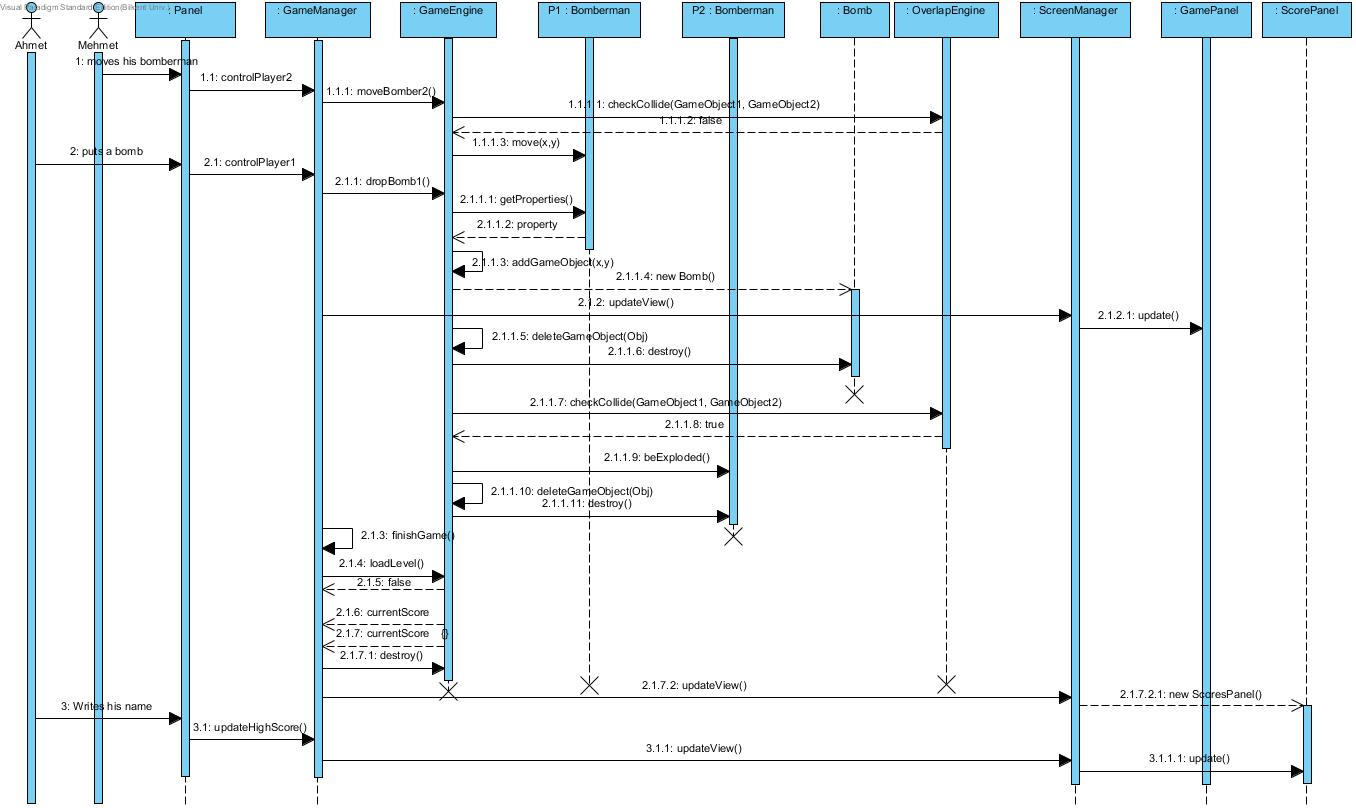 Visual Paradigm Standard Edition(Bilkent Univ.)
: Panel
: GameManager
: GameEngine
P1 : Bomberman
P2 : Bomberman
: Bomb
: OverlapEngine
: ScreenManager
: GamePanel
: ScorePanel
Ahmet
Mehmet
1: moves his bomberman
1.1: controlPlayer2
1.1.1: moveBomber2()
1.1.1.1: checkCollide(GameObject1, GameObject2)
1.1.1.2: false
1.1.1.3: move(x,y)
2: puts a bomb
2.1: controlPlayer1
2.1.1: dropBomb1()
2.1.1.1: getProperties()
2.1.1.2: property
2.1.1.3: addGameObject(x,y)
2.1.1.4: new Bomb()
2.1.2: updateView()
2.1.2.1: update()
2.1.1.5: deleteGameObject(Obj)
2.1.1.6: destroy()
2.1.1.7: checkCollide(GameObject1, GameObject2)
2.1.1.8: true
2.1.1.9: beExploded()
2.1.1.10: deleteGameObject(Obj)
2.1.1.11: destroy()
2.1.3: finishGame()
2.1.4: loadLevel()
2.1.5: false
2.1.6: currentScore
2.1.7: currentScore {}
2.1.7.1: destroy()
2.1.7.2: updateView()
2.1.7.2.1: new ScoresPanel()
3: Writes his name
3.1: updateHighScore()
3.1.1: updateView()
3.1.1.1: update()